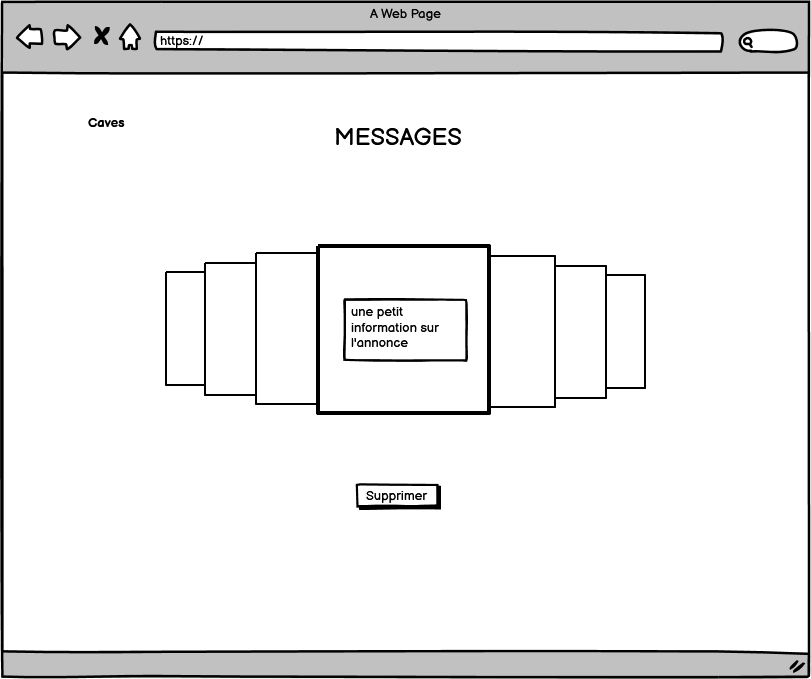 A Web Page
https://
Caves
MESSAGES
une petit
information sur
l'annonce
Supprimer